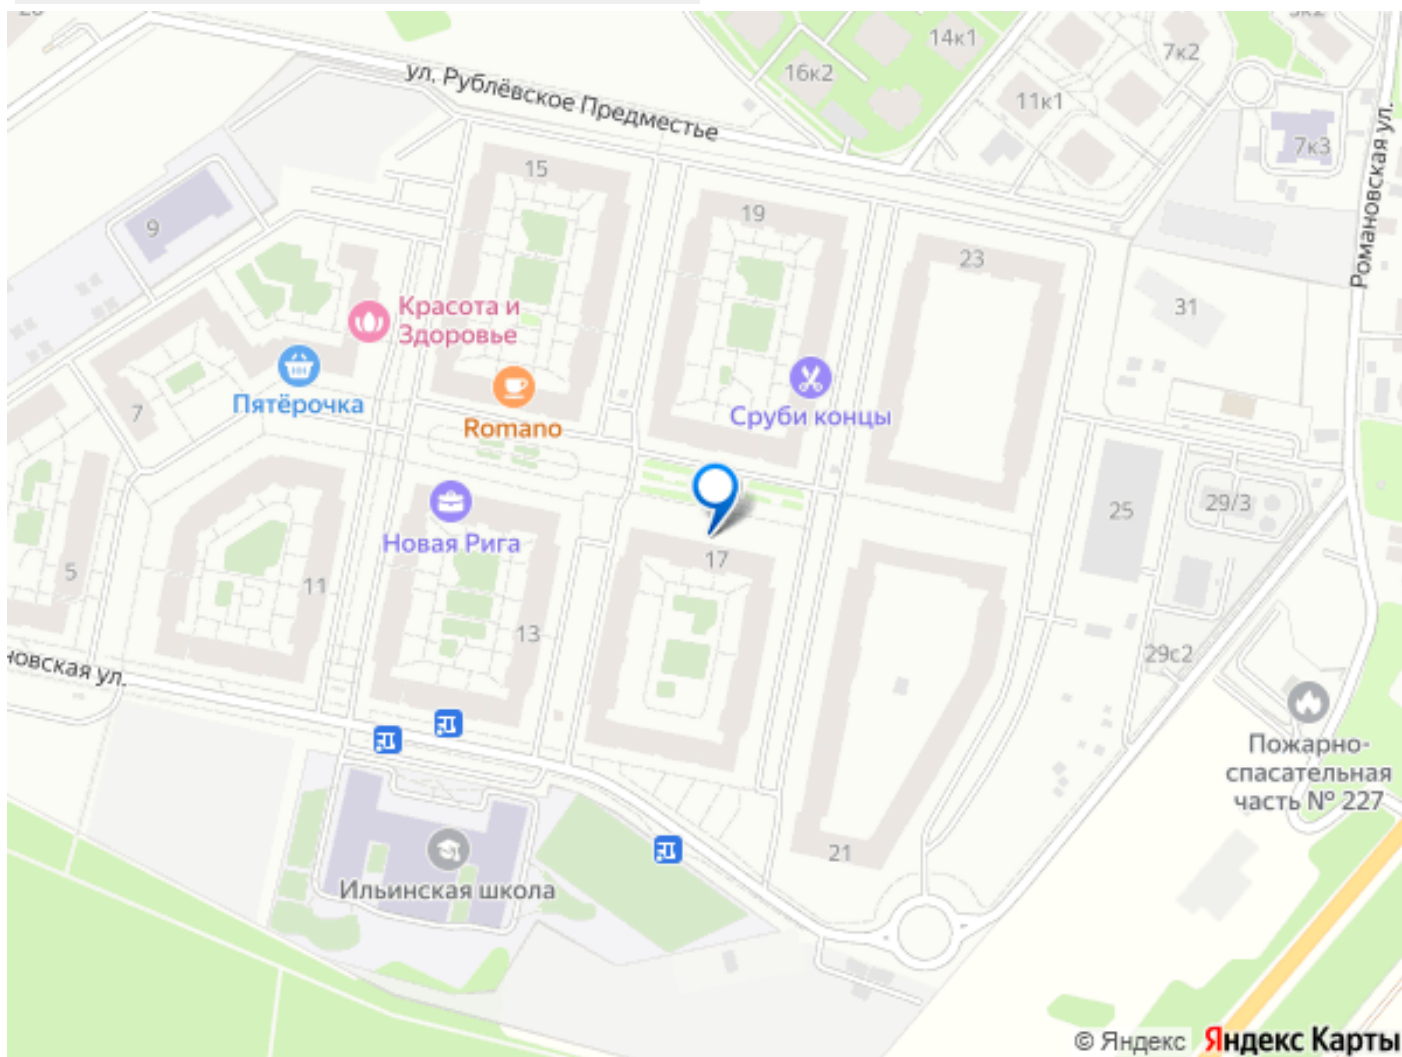 14к1
7к2
16к2
ул. Рублёвское Предместье
11к1
7к3
Романовская ул.
15
19
9
23
Красота и
Здоровье
31
Пятёрочка
7
Romano
Сруби концы
29/3
25
Новая Рига
17
5
11
13
29с2
новская ул.
Пожарно-
спасательная
часть № 227
21
Ильинская школа
© Яндекс Яндекс Карты